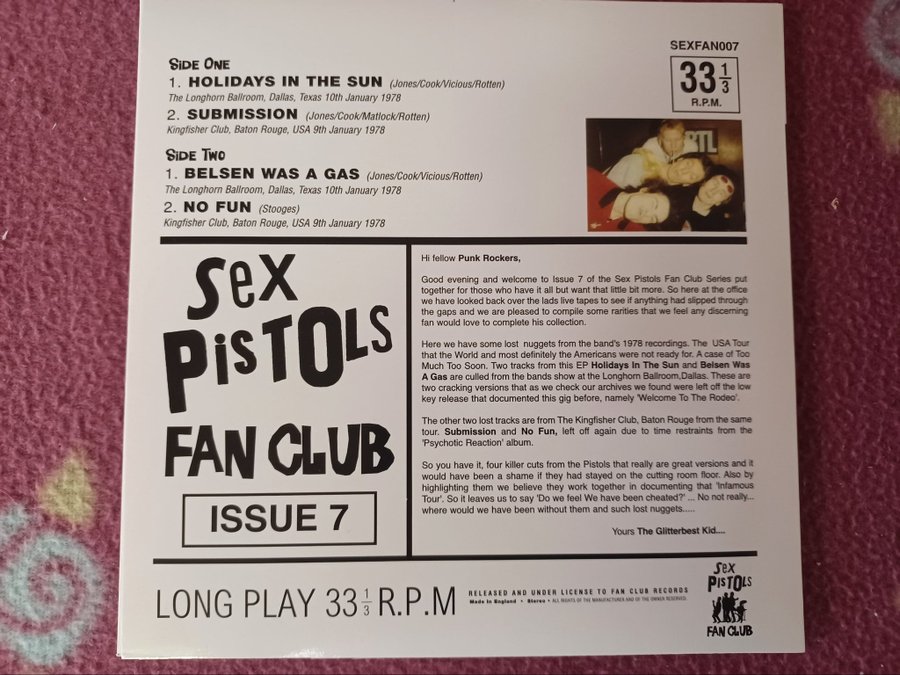 SEXFAN007
33 1/3
R.P.M.
SIDE ONE
1. HOLIDAYS IN THE SUN (Jones/Cook/Vicious/Rotten)
The Longhorn Ballroom, Dallas, Texas 10th January 1978
2. SUBMISSION (Jones/Cook/Matlock/Rotten)
Kingfisher Club, Baton Rouge, USA 9th January 1978
SIDE TWO
1. BELSEN WAS A GAS (Jones/Cook/Vicious/Rotten)
The Longhorn Ballroom, Dallas, Texas 10th January 1978
2. NO FUN (Stooges)
Kingfisher Club, Baton Rouge, USA 9th January 1978
RTL
SEX
PISTOLS
FAN CLUB
ISSUE 7
Hi fellow Punk Rockers,
Good evening and welcome to Issue 7 of the Sex Pistols Fan Club Series put
together for those who have it all but want that little bit more. So here at the office
we have looked back over the lads live tapes to see if anything had slipped through
the gaps and we are pleased to compile some rarities that we feel any discerning
fan would love to complete his collection.
Here we have some lost nuggets from the band's 1978 recordings. The USA Tour
that the World and most definitely the Americans were not ready for. A case of Too
Much Too Soon. Two tracks from this EP Holidays In The Sun and Belsen Was
A Gas are culled from the bands show at the Longhorn Ballroom,Dallas. These are
two cracking versions that as we check our archives we found were left off the low
key release that documented this gig before, namely 'Welcome To The Rodeo'.
The other two lost tracks are from The Kingfisher Club, Baton Rouge from the same
tour. Submission and No Fun, left off again due to time restraints from the
'Psychotic Reaction' album.
So you have it, four killer cuts from the Pistols that really are great versions and it
would have been a shame if they had stayed on the cutting room floor. Also by
highlighting them we believe they work together in documenting that 'Infamous
Tour'. So it leaves us to say 'Do we feel We have been cheated?' ... No not really...
where would we have been without them and such lost nuggets.....
Yours The Glitterbest Kid....
LONG PLAY 33 1/3 R.P.M
RELEASED AND UNDER LICENSE TO FAN CLUB RECORDS
Made in England • Stereo • ALL RIGHTS OF THE MANUFACTURER AND OF THE OWNER RESERVED
SEX
PISTOLS
FAN CLUB